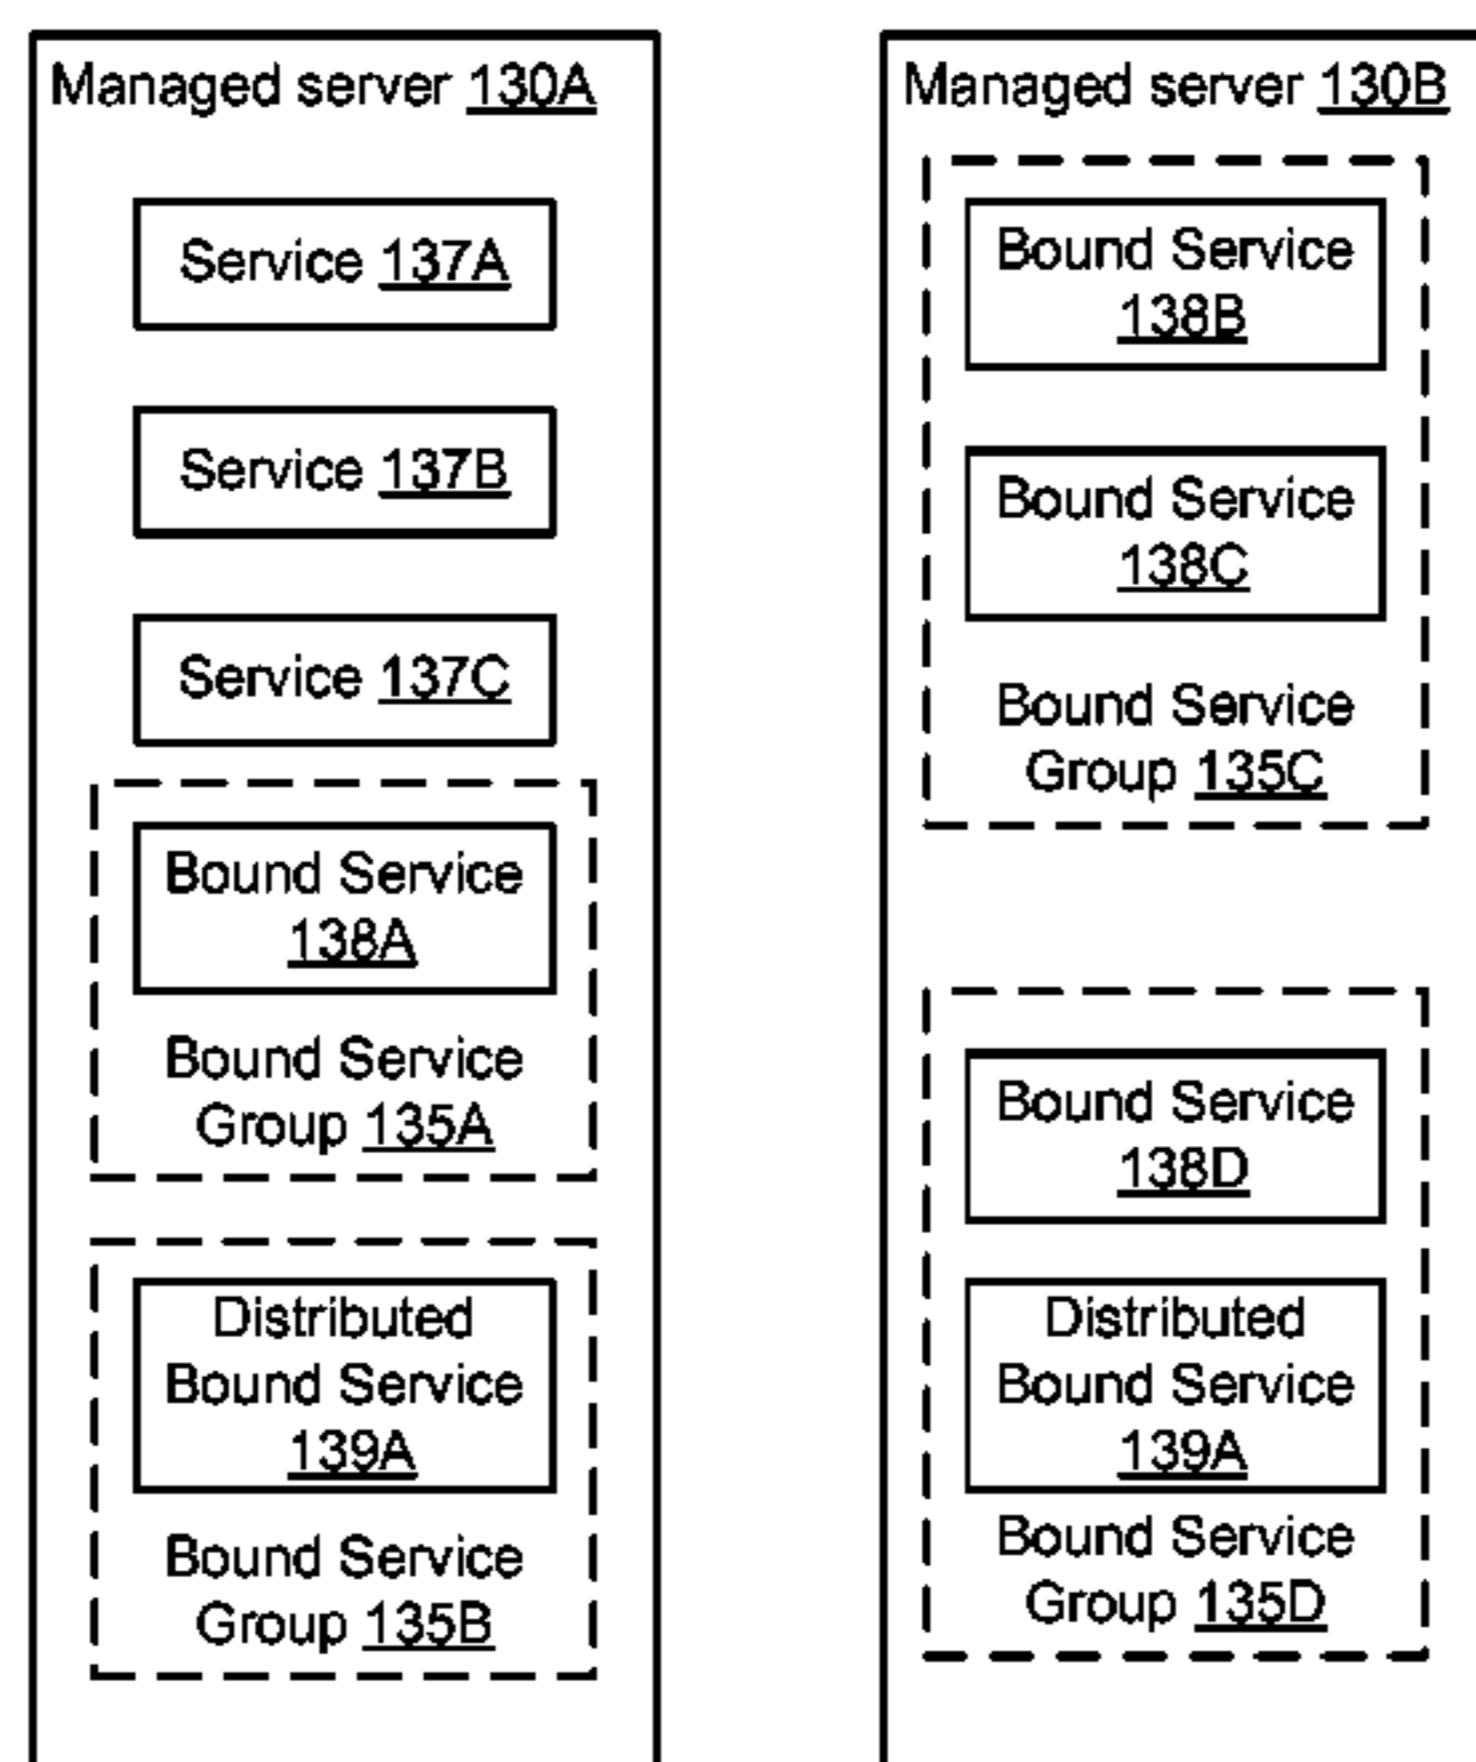 Managed server 130A
Service 137A
Service 137B
Service 137C
Bound Service
138A
Bound Service
Group 135A
Distributed
Bound Service
139A
Bound Service
Group 135B
Managed server 130B
Bound Service
138B
Bound Service
138C
Bound Service
Group 135C
Bound Service
138D
Distributed
Bound Service
139A
Bound Service
Group 135D